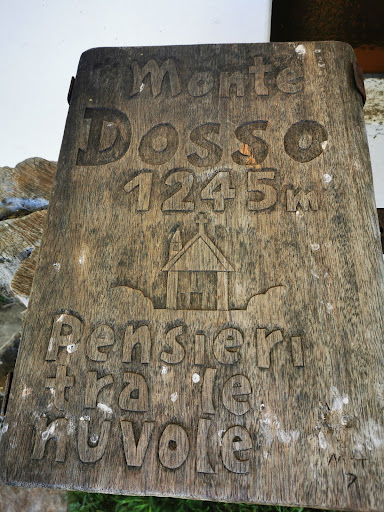 Monte
Dosso
1245m
Pensieri
tra le
nuvole